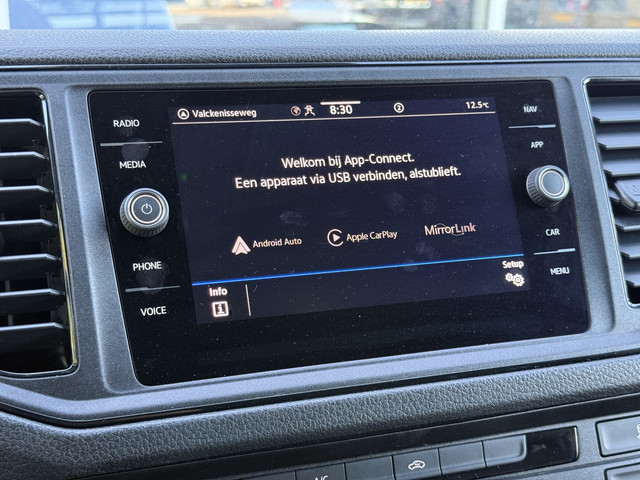 Valckenisseweg 8:30 2 12.5°C
RADIO
MEDIA
PHONE
VOICE
NAV
APP
CAR
MENU
Welkom bij App-Connect.
Een apparaat via USB verbinden, alstublieft.
Android Auto Apple CarPlay MirrorLink
Info
Setup
A/C